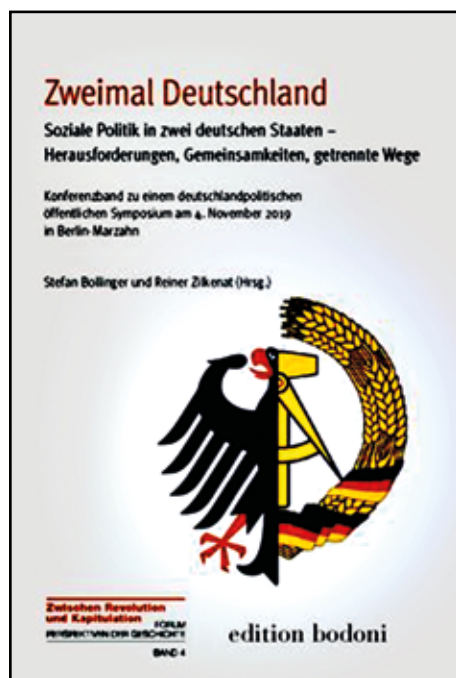 Zweimal Deutschland
Soziale Politik in zwei deutschen Staaten –
Herausforderungen, Gemeinsamkeiten, getrennte Wege
Konferenzband zu einem deutschlandpolitischen
öffentlichen Symposium am 4. November 2019
in Berlin-Marzahn
Stefan Bollinger und Reiner Zilkenat (Hrsg.)
Zwischen Revolution
und Kapitulation
FORUM
PERSPEKTIVEN DER GESCHICHTE
BAND 4
edition bodoni